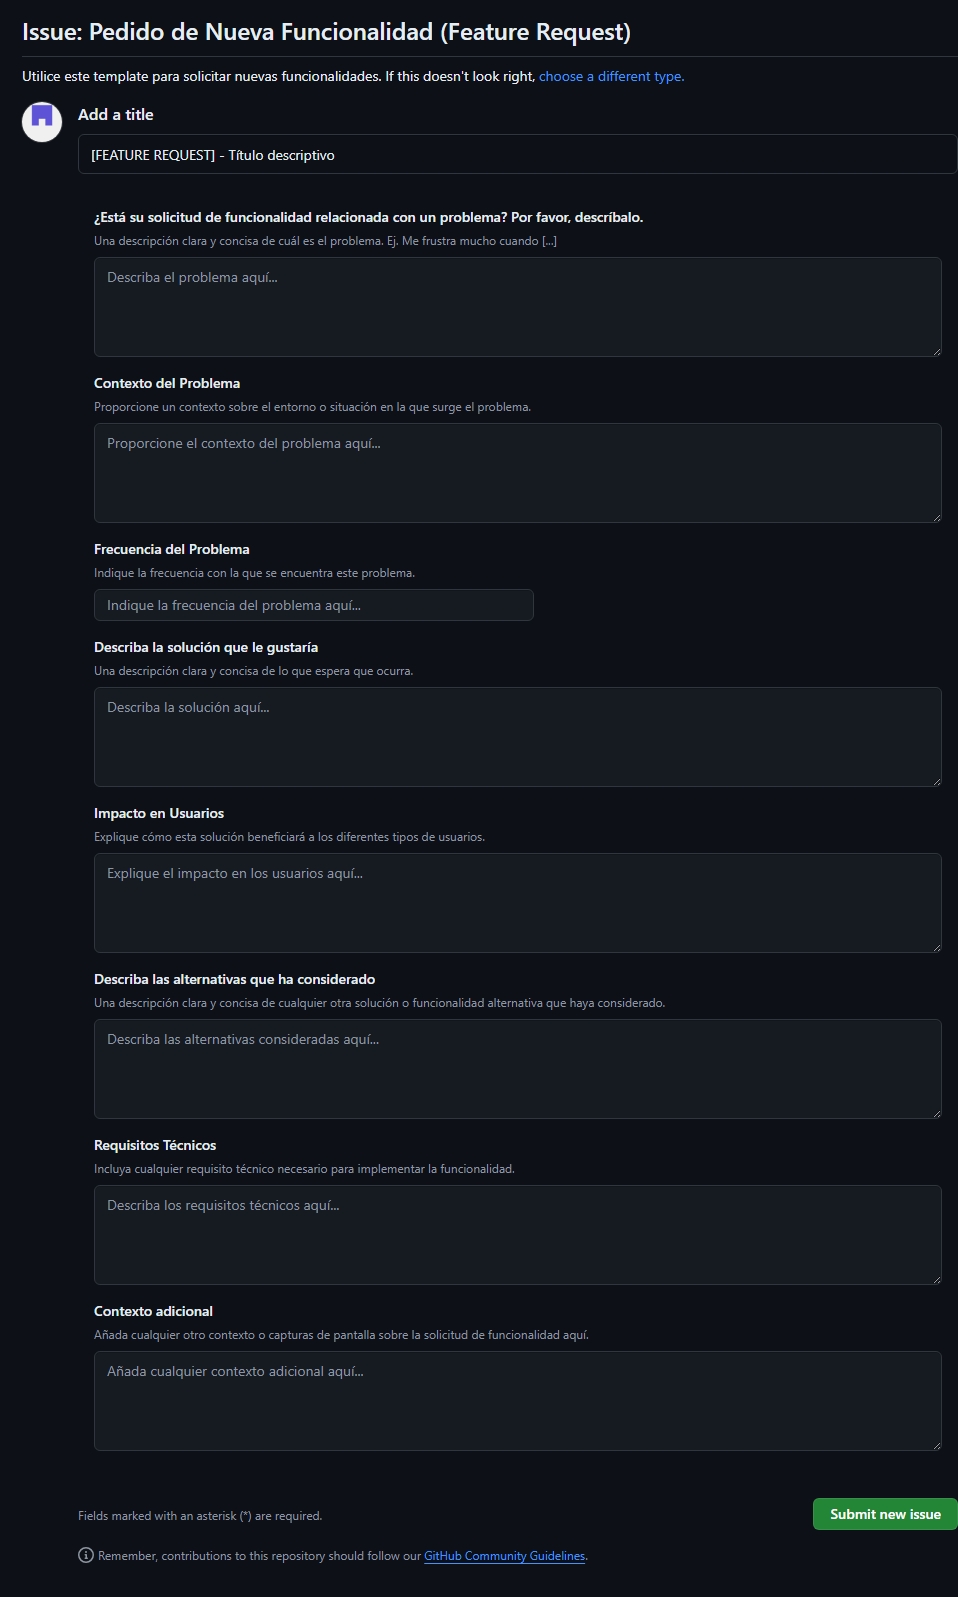 Issue: Pedido de Nueva Funcionalidad (Feature Request)
Utilice este template para solicitar nuevas funcionalidades. If this doesn't look right, choose a different type.
Add a title
[FEATURE REQUEST] - Título descriptivo
¿Está su solicitud de funcionalidad relacionada con un problema? Por favor, descríbalo.
Una descripción clara y concisa de cuál es el problema. Ej. Me frustra mucho cuando [...]
Describa el problema aquí...
Contexto del Problema
Proporcione un contexto sobre el entorno o situación en la que surge el problema.
Proporcione el contexto del problema aquí...
Frecuencia del Problema
Indique la frecuencia con la que se encuentra este problema.
Indique la frecuencia del problema aquí...
Describa la solución que le gustaría
Una descripción clara y concisa de lo que espera que ocurra.
Describa la solución aquí...
Impacto en Usuarios
Explique cómo esta solución beneficiará a los diferentes tipos de usuarios.
Explique el impacto en los usuarios aquí...
Describa las alternativas que ha considerado
Una descripción clara y concisa de cualquier otra solución o funcionalidad alternativa que haya considerado.
Describa las alternativas consideradas aquí...
Requisitos Técnicos
Incluya cualquier requisito técnico necesario para implementar la funcionalidad.
Describa los requisitos técnicos aquí...
Contexto adicional
Añada cualquier otro contexto o capturas de pantalla sobre la solicitud de funcionalidad aquí.
Añada cualquier contexto adicional aquí...
Fields marked with an asterisk (*) are required.
Submit new issue
Remember, contributions to this repository should follow our GitHub Community Guidelines.